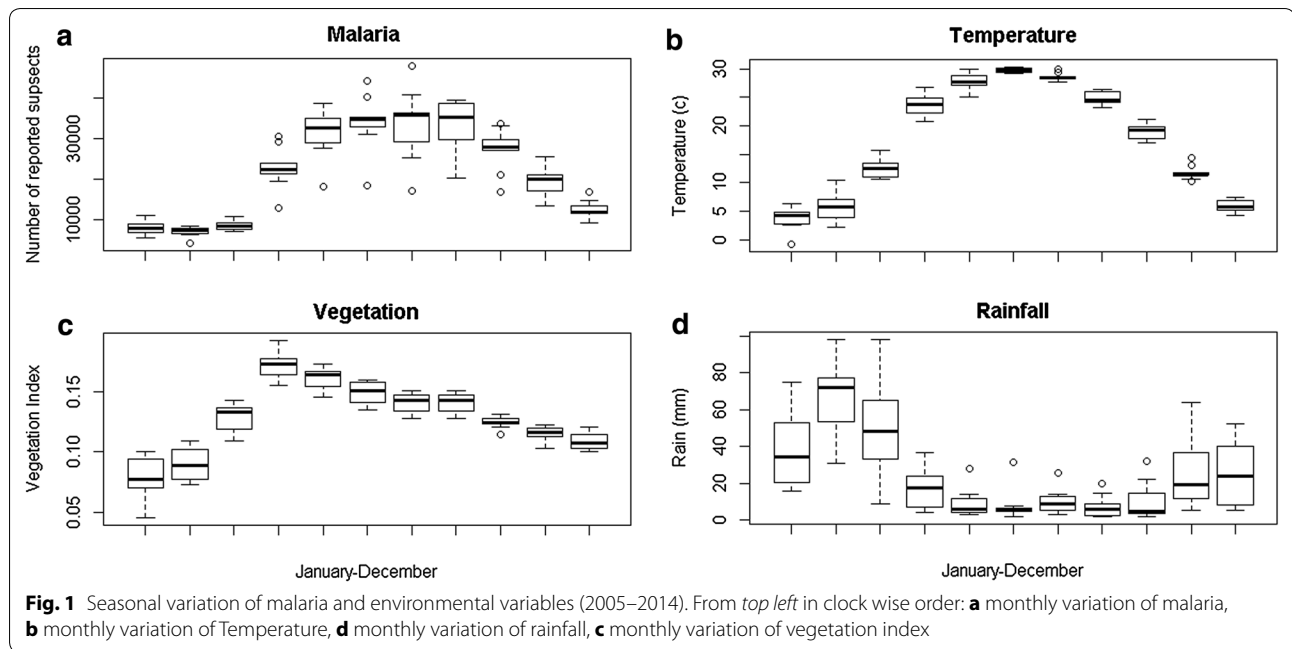 a
Malaria
Number of reported supsects
30000
10000
b
Temperature
Temperature (c)
30
20
10
5
0
c
Vegetation
Vegetation Index
0.15
0.10
0.05
January-December
d
Rainfall
Rain (mm)
80
60
40
20
0
January-December
Fig. 1 Seasonal variation of malaria and environmental variables (2005–2014). From top left in clock wise order: a monthly variation of malaria,
b monthly variation of Temperature, d monthly variation of rainfall, c monthly variation of vegetation index